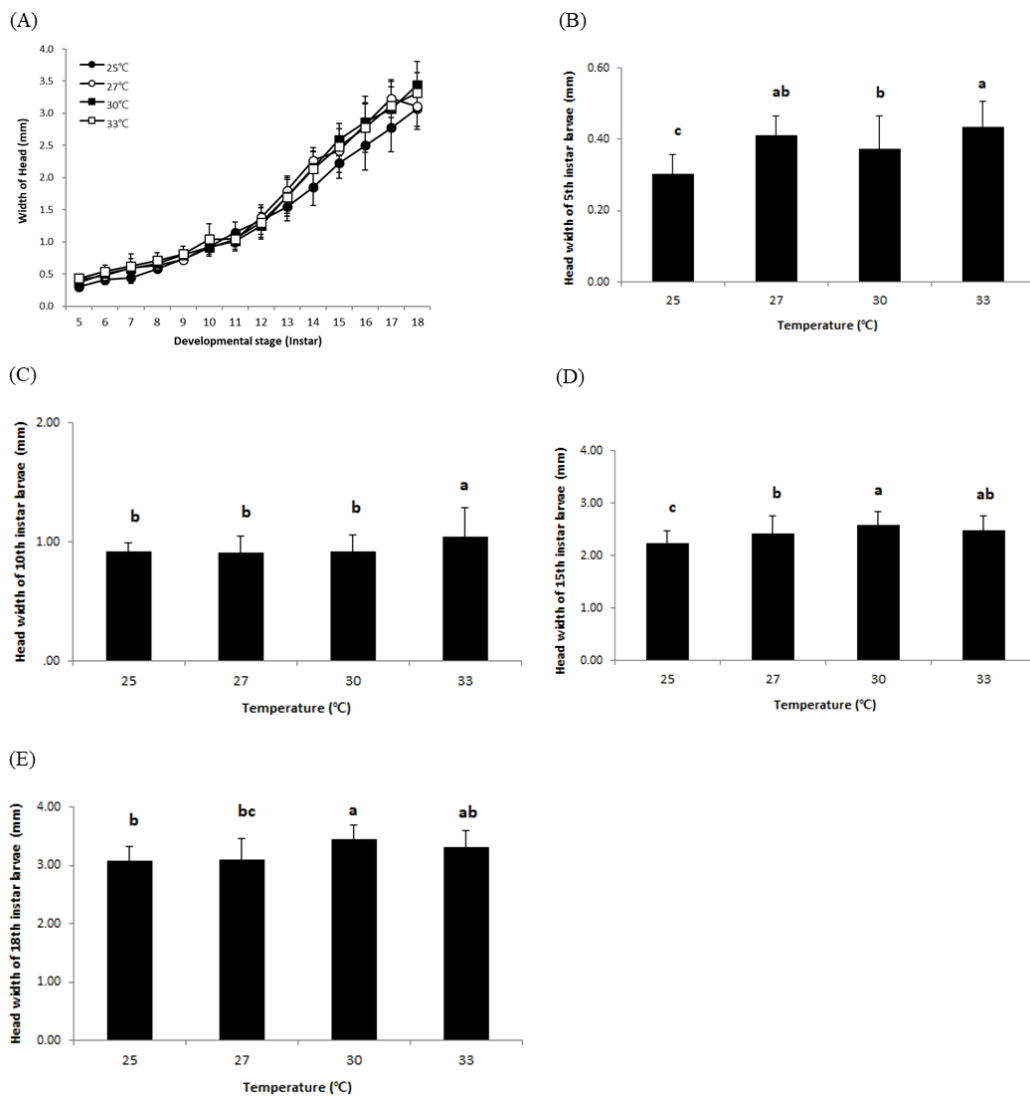 (A)
4.0
3.5
3.0
2.5
2.0
1.5
1.0
0.5
0.0
Width of Head (mm)
25℃
27℃
30℃
33℃
5 6 7 8 9 10 11 12 13 14 15 16 17 18
Developmental stage (Instar)
(B)
0.60
0.40
0.20
0.00
Head width of 5th instar larvae (mm)
c ab b a
25 27 30 33
Temperature (℃)
(C)
2.00
1.00
.00
Head width of 10th instar larvae (mm)
b b b a
25 27 30 33
Temperature (℃)
(D)
4.00
3.00
2.00
1.00
0.00
Head width of 15th instar larvae (mm)
c b a ab
25 27 30 33
Temperature (℃)
(E)
4.00
3.00
2.00
1.00
0.00
Head width of 18th instar larvae (mm)
b bc a ab
25 27 30 33
Temperature (℃)